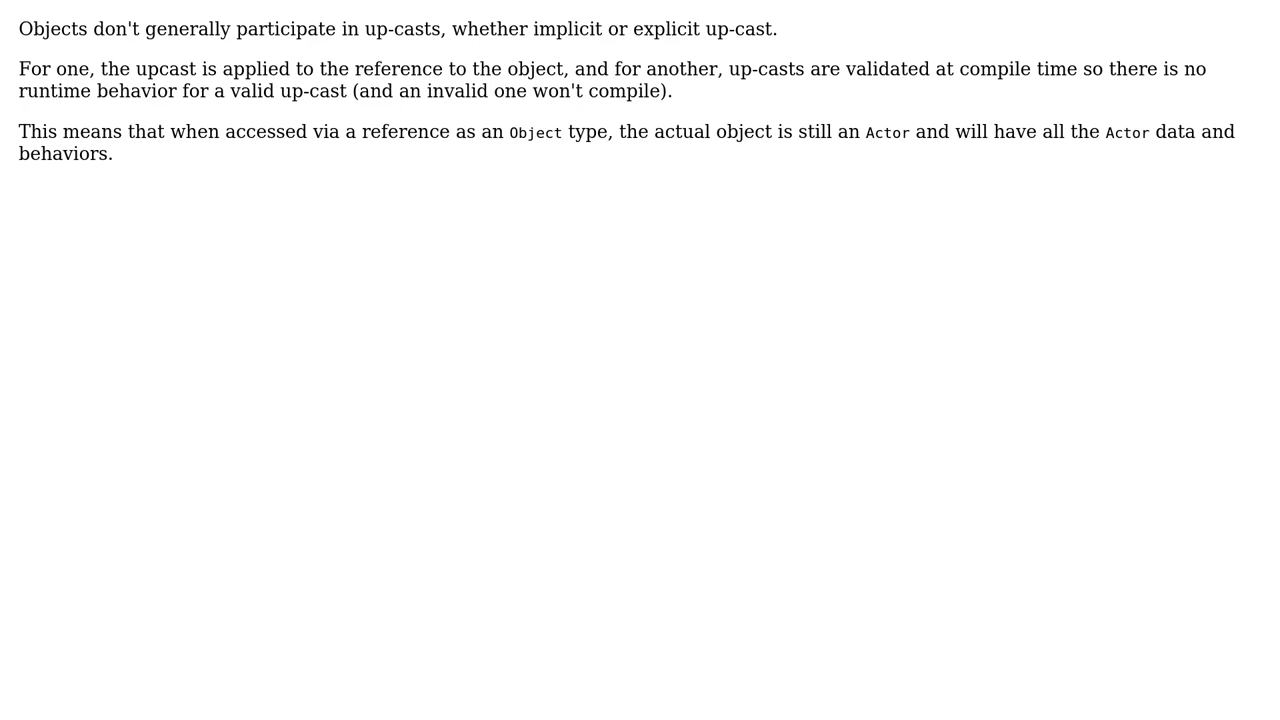 Objects don't generally participate in up-casts, whether implicit or explicit up-cast.
For one, the upcast is applied to the reference to the object, and for another, up-casts are validated at compile time so there is no
runtime behavior for a valid up-cast (and an invalid one won't compile).
This means that when accessed via a reference as an Object type, the actual object is still an Actor and will have all the Actor data and
behaviors.